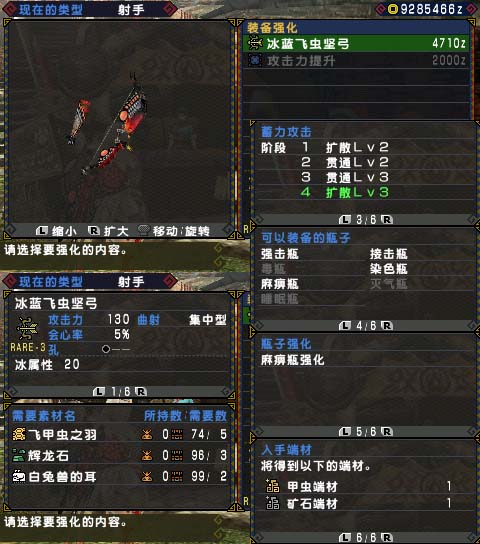 现在的类型 射手
9285466z
装备强化
冰蓝飞虫坚弓 4710z
攻击力提升 2000z
蓄力攻击
阶段 1 扩散Lv2
2 贯通Lv2
3 贯通Lv3
4 扩散Lv3
L 缩小 R 扩大 移动/旋转
L 3/6 R
请选择要强化的内容。
可以装备的瓶子
强击瓶 接击瓶
毒瓶 染色瓶
麻痹瓶 灭气瓶
睡眠瓶
L 4/6 R
现在的类型 射手
冰蓝飞虫坚弓
攻击力 130 曲射 集中型
会心率 5%
RARE-3 孔 ●――
冰属性 20
L 1/6 R
瓶子强化
麻痹瓶强化
L 5/6 R
需要素材名 所持数/需要数
飞甲虫之羽 0 74/ 5
辉龙石 0 96/ 3
白兔兽的耳 0 99/ 2
入手端材
将得到以下的端材。
甲虫端材 1
矿石端材 1
L 6/6 R
请选择要强化的内容。